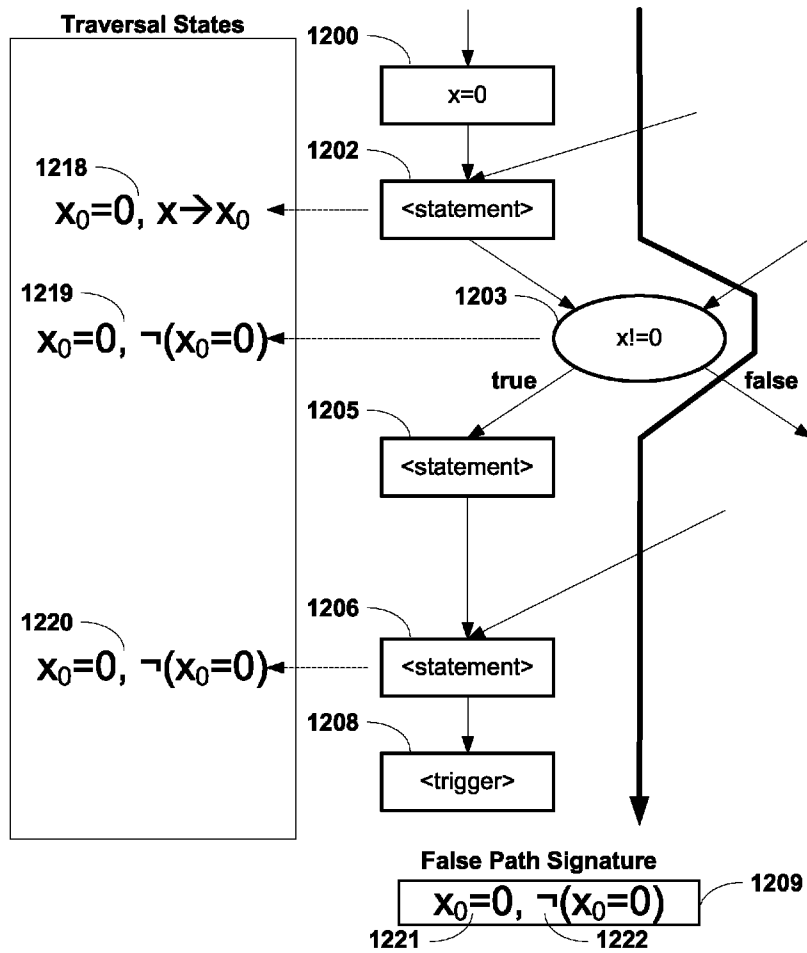 Traversal States
1200
x=0
1202
<statement>
1218
x₀=0, x→x₀
1203
x!=0
1219
x₀=0, ¬(x₀=0)
true
false
1205
<statement>
1206
<statement>
1220
x₀=0, ¬(x₀=0)
1208
<trigger>
False Path Signature
1209
x₀=0, ¬(x₀=0)
1221
1222